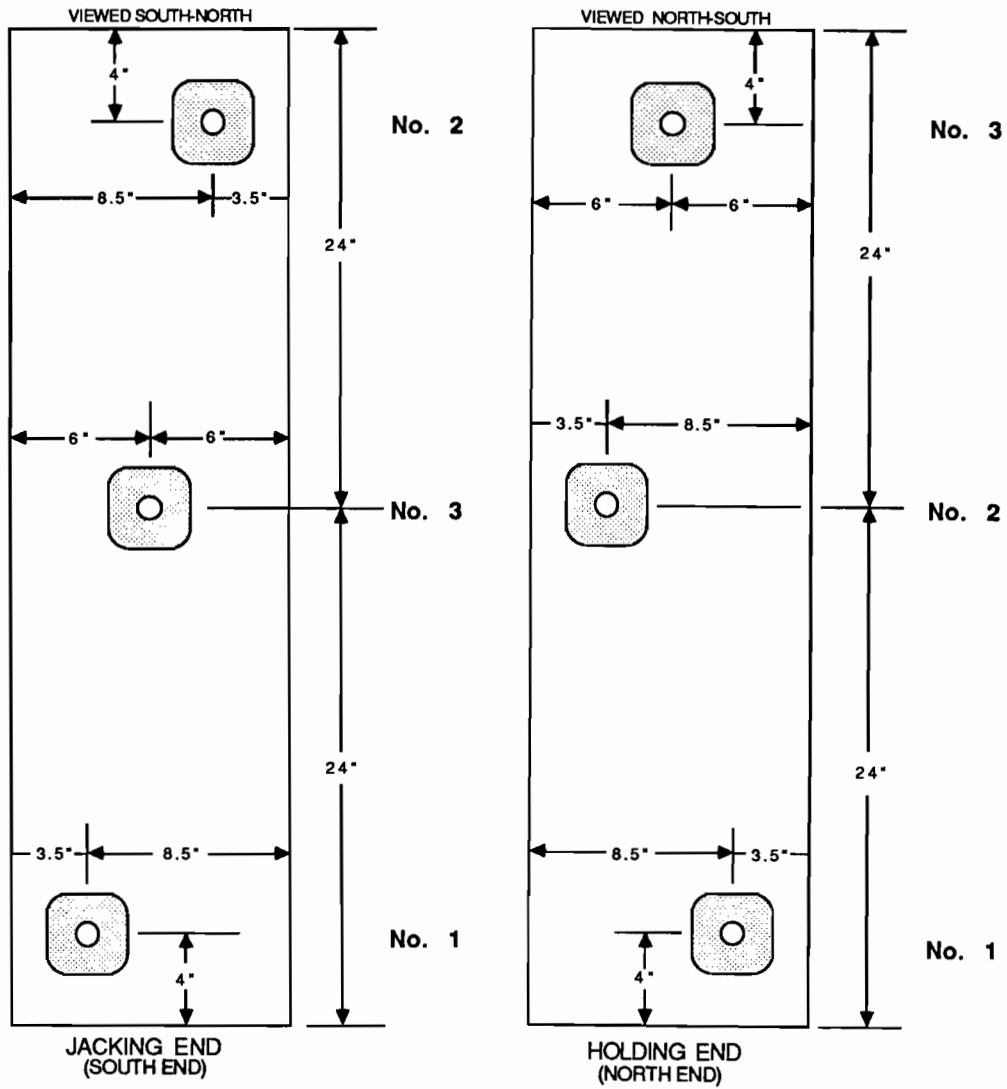 VIEWED SOUTH-NORTH
4"
No. 2
8.5"
3.5"
24"
6"
6"
No. 3
24"
3.5"
8.5"
No. 1
4"
JACKING END
(SOUTH END)
VIEWED NORTH-SOUTH
4"
No. 3
6"
6"
24"
3.5"
8.5"
No. 2
24"
8.5"
3.5"
No. 1
4"
HOLDING END
(NORTH END)